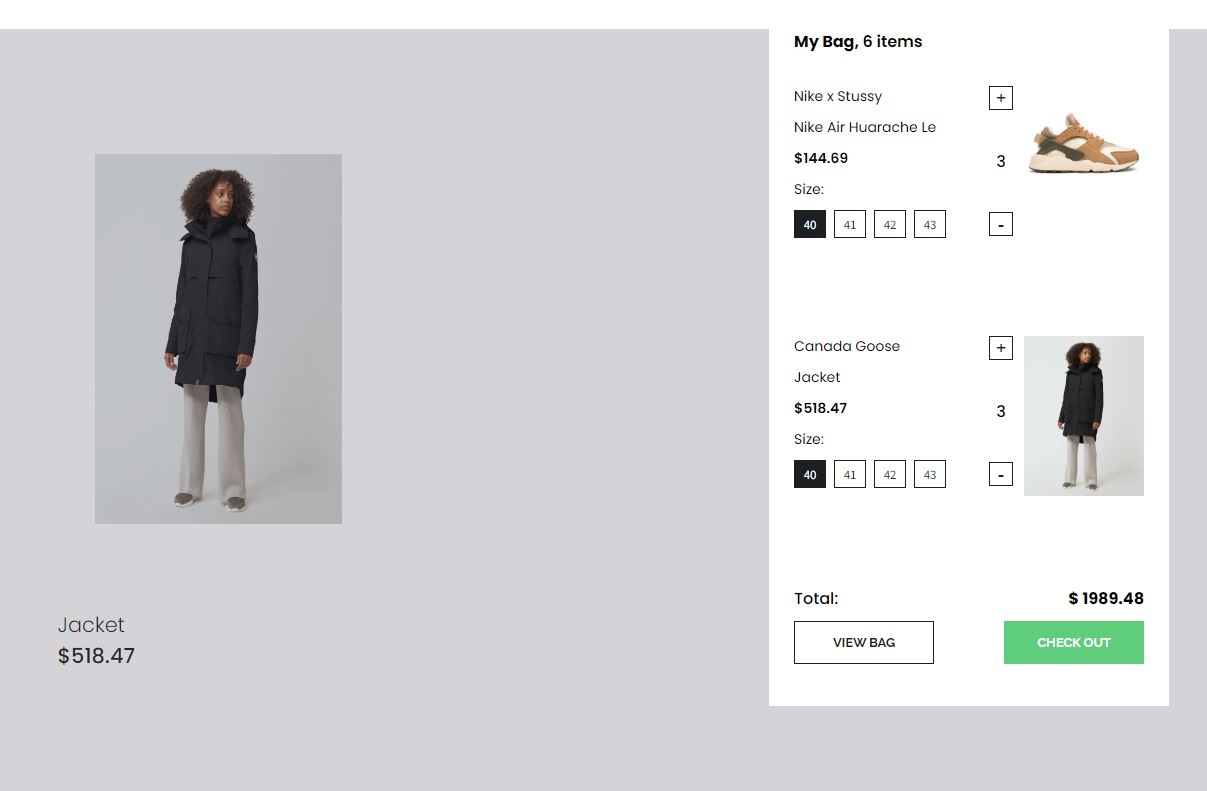 My Bag, 6 items
Nike x Stussy
+
Nike Air Huarache Le
$144.69
3
Size:
40 41 42 43
-
Canada Goose
+
Jacket
$518.47
3
Size:
40 41 42 43
-
Total: $ 1989.48
VIEW BAG CHECK OUT
Jacket
$518.47